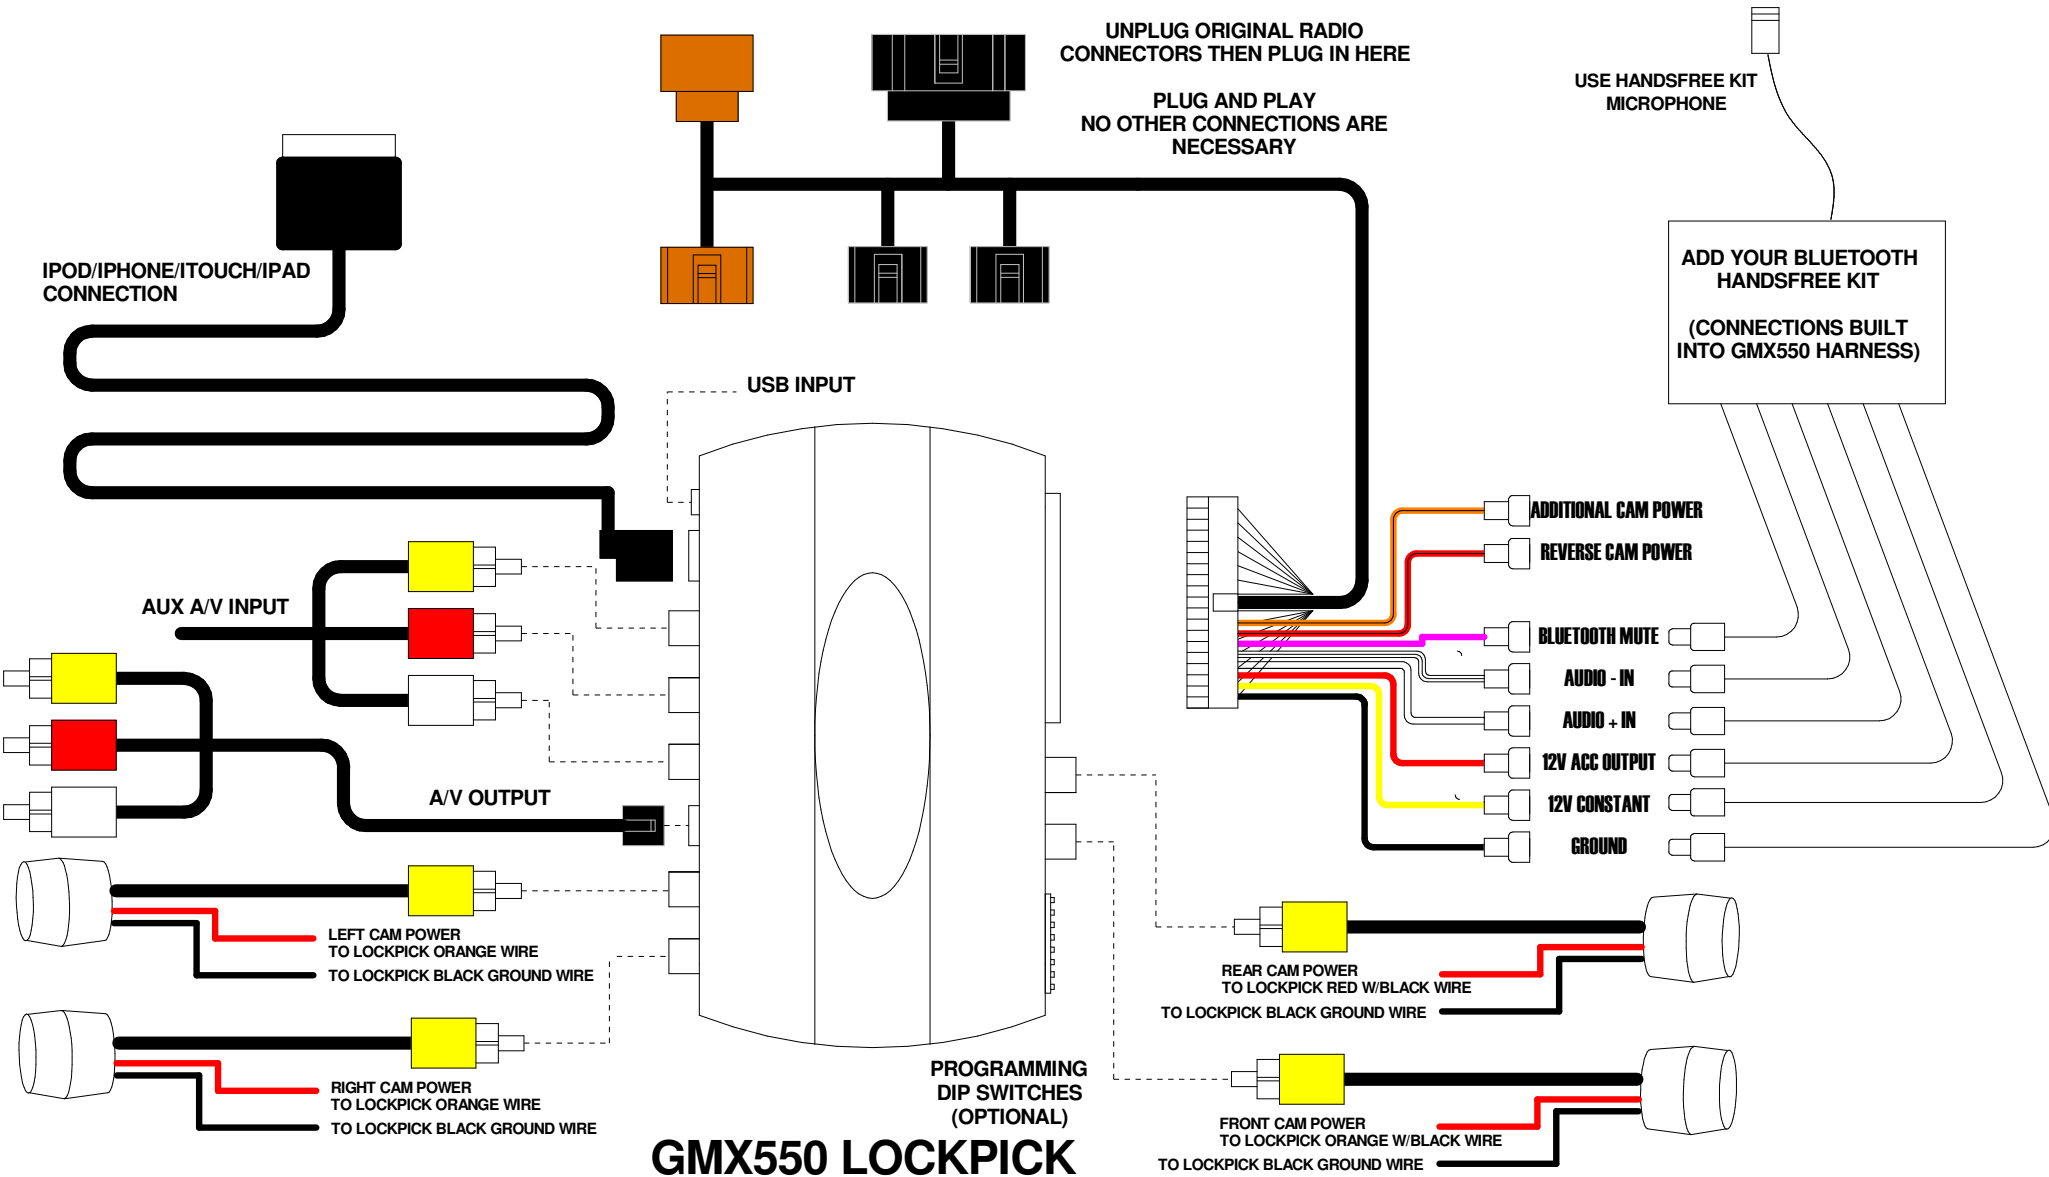 UNPLUG ORIGINAL RADIO
CONNECTORS THEN PLUG IN HERE
PLUG AND PLAY
NO OTHER CONNECTIONS ARE
NECESSARY
USE HANDSFREE KIT
MICROPHONE
IPOD/IPHONE/ITOUCH/IPAD
CONNECTION
ADD YOUR BLUETOOTH
HANDSFREE KIT
(CONNECTIONS BUILT
INTO GMX550 HARNESS)
USB INPUT
ADDITIONAL CAM POWER
REVERSE CAM POWER
BLUETOOTH MUTE
AUDIO - IN
AUDIO + IN
12V ACC OUTPUT
12V CONSTANT
GROUND
AUX A/V INPUT
A/V OUTPUT
LEFT CAM POWER
TO LOCKPICK ORANGE WIRE
TO LOCKPICK BLACK GROUND WIRE
RIGHT CAM POWER
TO LOCKPICK ORANGE WIRE
TO LOCKPICK BLACK GROUND WIRE
REAR CAM POWER
TO LOCKPICK RED W/BLACK WIRE
TO LOCKPICK BLACK GROUND WIRE
FRONT CAM POWER
TO LOCKPICK ORANGE W/BLACK WIRE
TO LOCKPICK BLACK GROUND WIRE
PROGRAMMING
DIP SWITCHES
(OPTIONAL)
GMX550 LOCKPICK